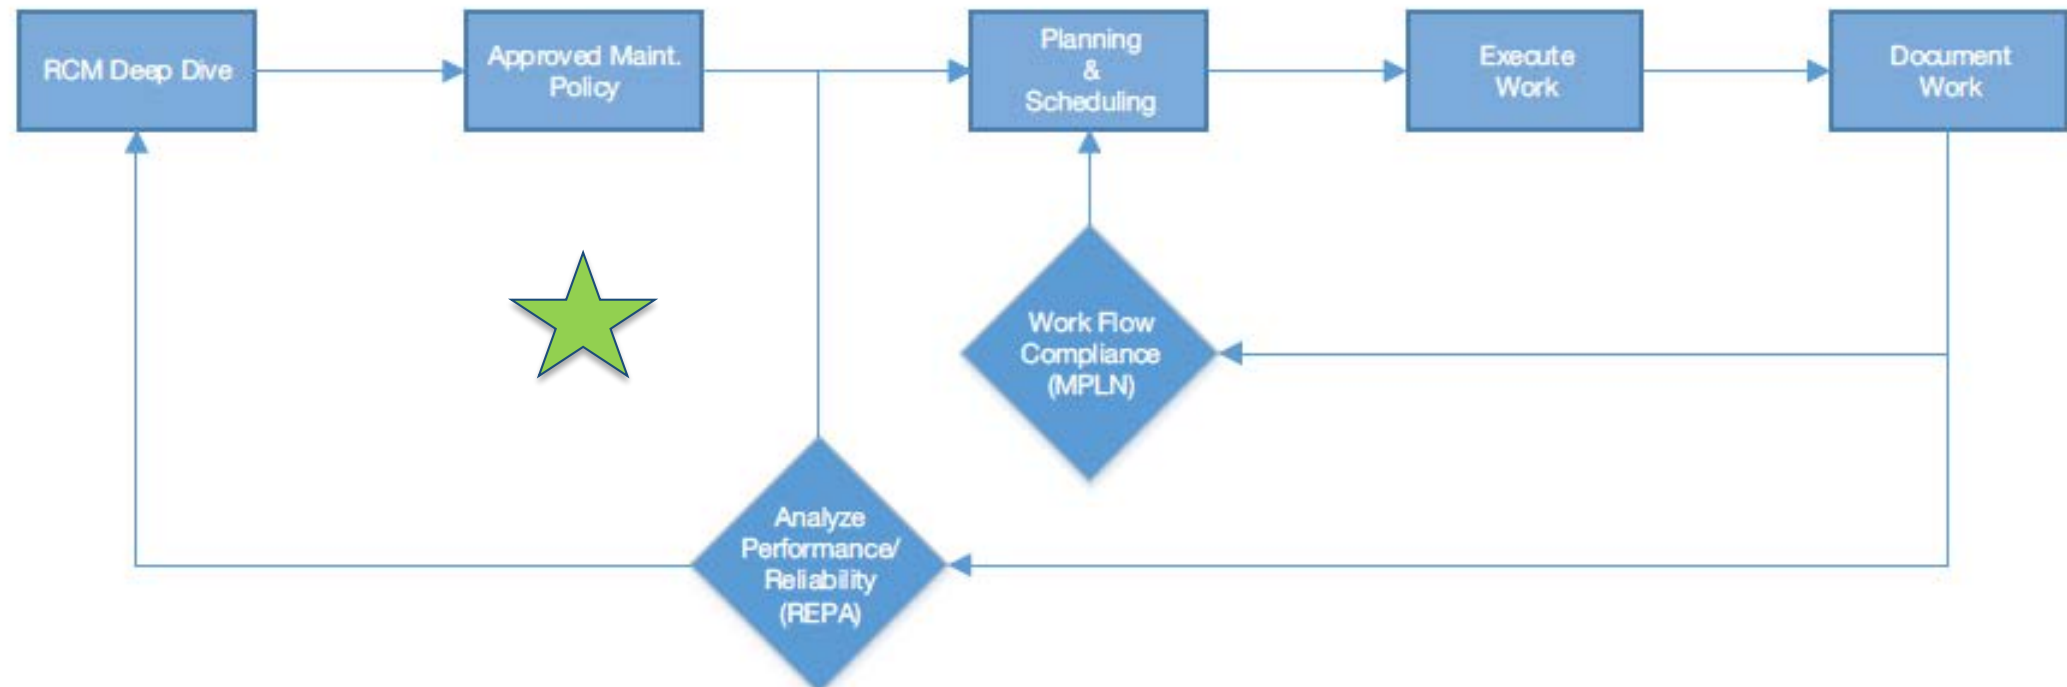 RCM Deep Dive
Approved Maint.
Policy
Planning
&
Scheduling
Execute
Work
Document
Work
Work Flow
Compliance
(MPLN)
Analyze
Performance/
Reliability
(REPA)